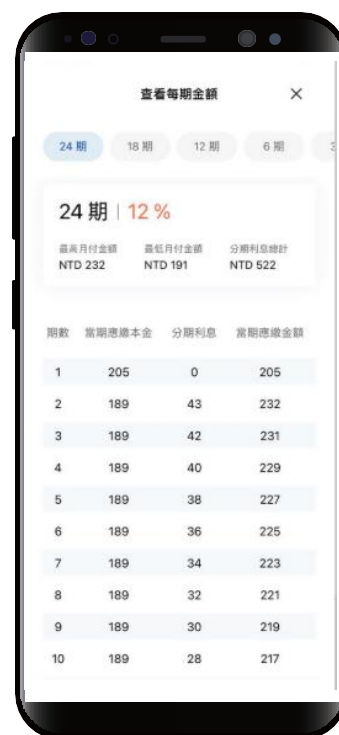 查看每期金額 ×
24 期 18 期 12 期 6 期 3
24 期 | 12 %
最高月付金額 最低月付金額 分期利息總計
NTD 232 NTD 191 NTD 522
期數 當期應繳本金 分期利息 當期應繳金額
1 205 0 205
2 189 43 232
3 189 42 231
4 189 40 229
5 189 38 227
6 189 36 225
7 189 34 223
8 189 32 221
9 189 30 219
10 189 28 217